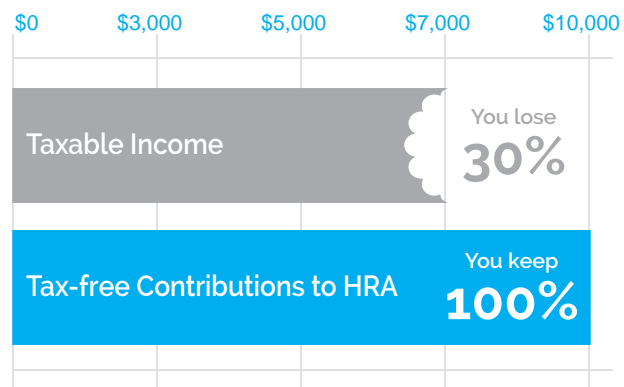 $0 $3,000 $5,000 $7,000 $10,000
Taxable Income
You lose
30%
Tax-free Contributions to HRA
You keep
100%